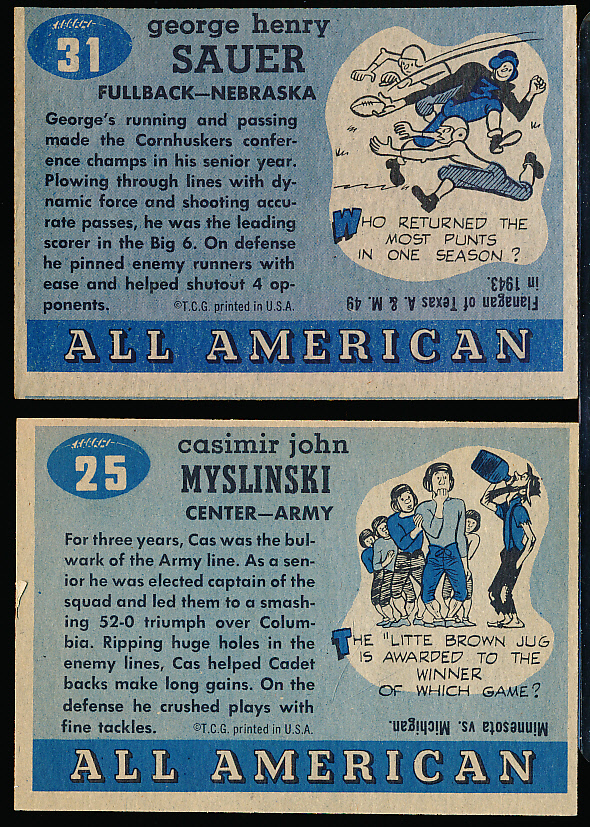 31
george henry
SAUER
FULLBACK—NEBRASKA
George's running and passing
made the Cornhuskers confer-
ence champs in his senior year.
Plowing through lines with dy-
namic force and shooting accu-
rate passes, he was the leading
scorer in the Big 6. On defense
he pinned enemy runners with
ease and helped shutout 4 op-
ponents.
©T.C.G. printed in U.S.A.
WHO RETURNED THE
MOST PUNTS
IN ONE SEASON?
Flanagan of Texas A. & M. 49
in 1943.
ALL AMERICAN
25
casimir john
MYSLINSKI
CENTER—ARMY
For three years, Cas was the bul-
wark of the Army line. As a sen-
ior he was elected captain of the
squad and led them to a smash-
ing 52-0 triumph over Colum-
bia. Ripping huge holes in the
enemy lines, Cas helped Cadet
backs make long gains. On the
defense he crushed plays with
fine tackles.
©T.C.G. printed in U.S.A.
THE "LITTE BROWN JUG
IS AWARDED TO THE
WINNER
OF WHICH GAME?
Minnesota vs. Michigan.
ALL AMERICAN